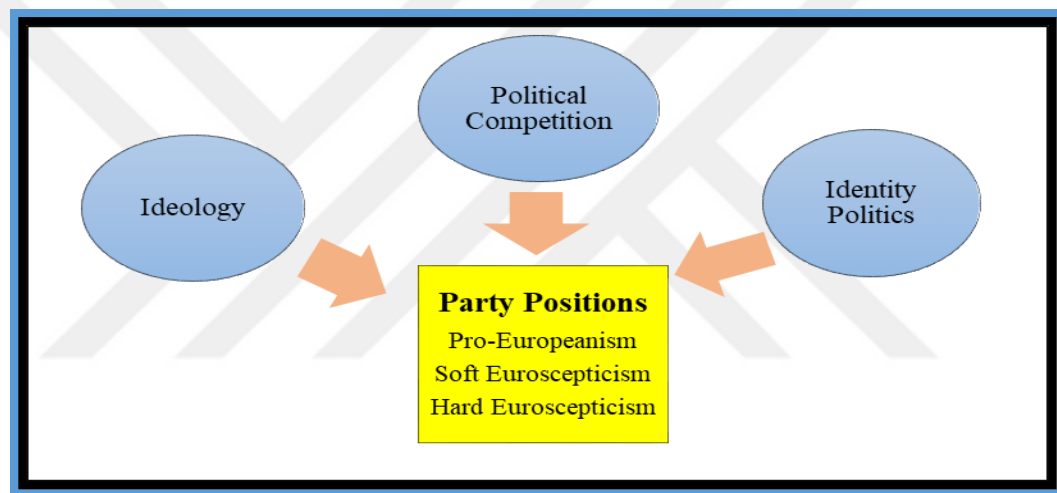 Political
Competition
Ideology
Identity
Politics
Party Positions
Pro-Europeanism
Soft Euroscepticism
Hard Euroscepticism